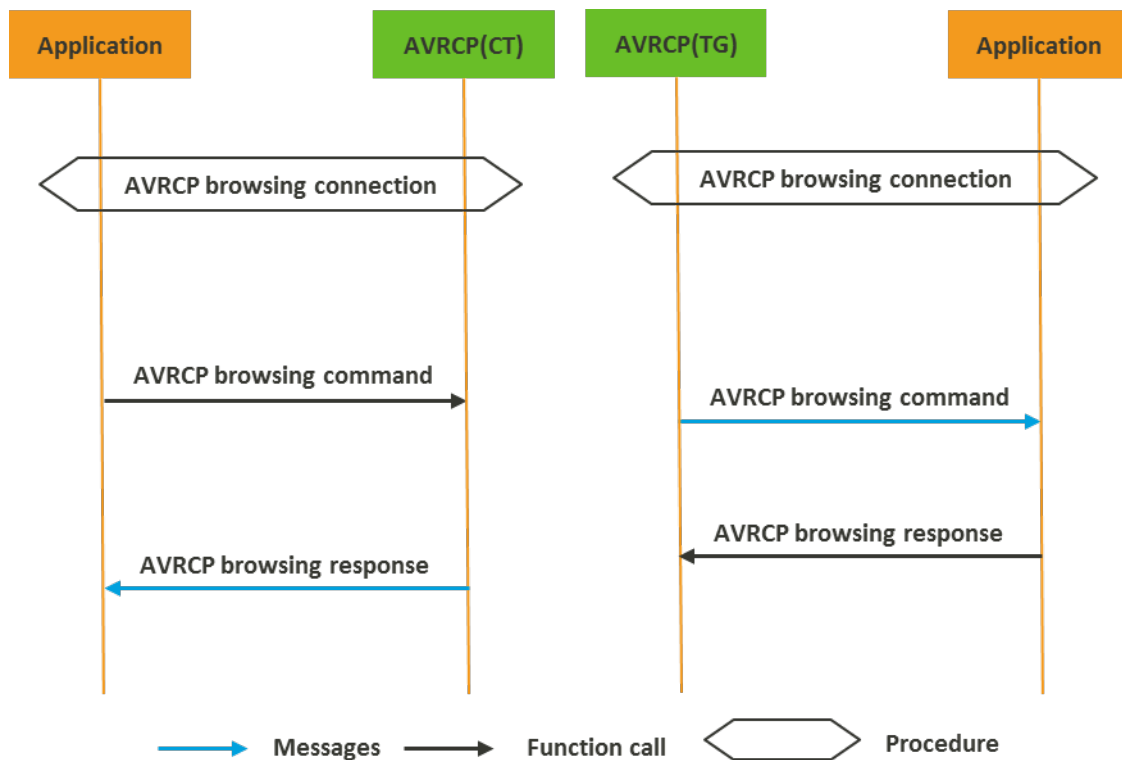 Application
AVRCP(CT)
AVRCP(TG)
Application
AVRCP browsing connection
AVRCP browsing connection
AVRCP browsing command
AVRCP browsing command
AVRCP browsing response
AVRCP browsing response
Messages
Function call
Procedure